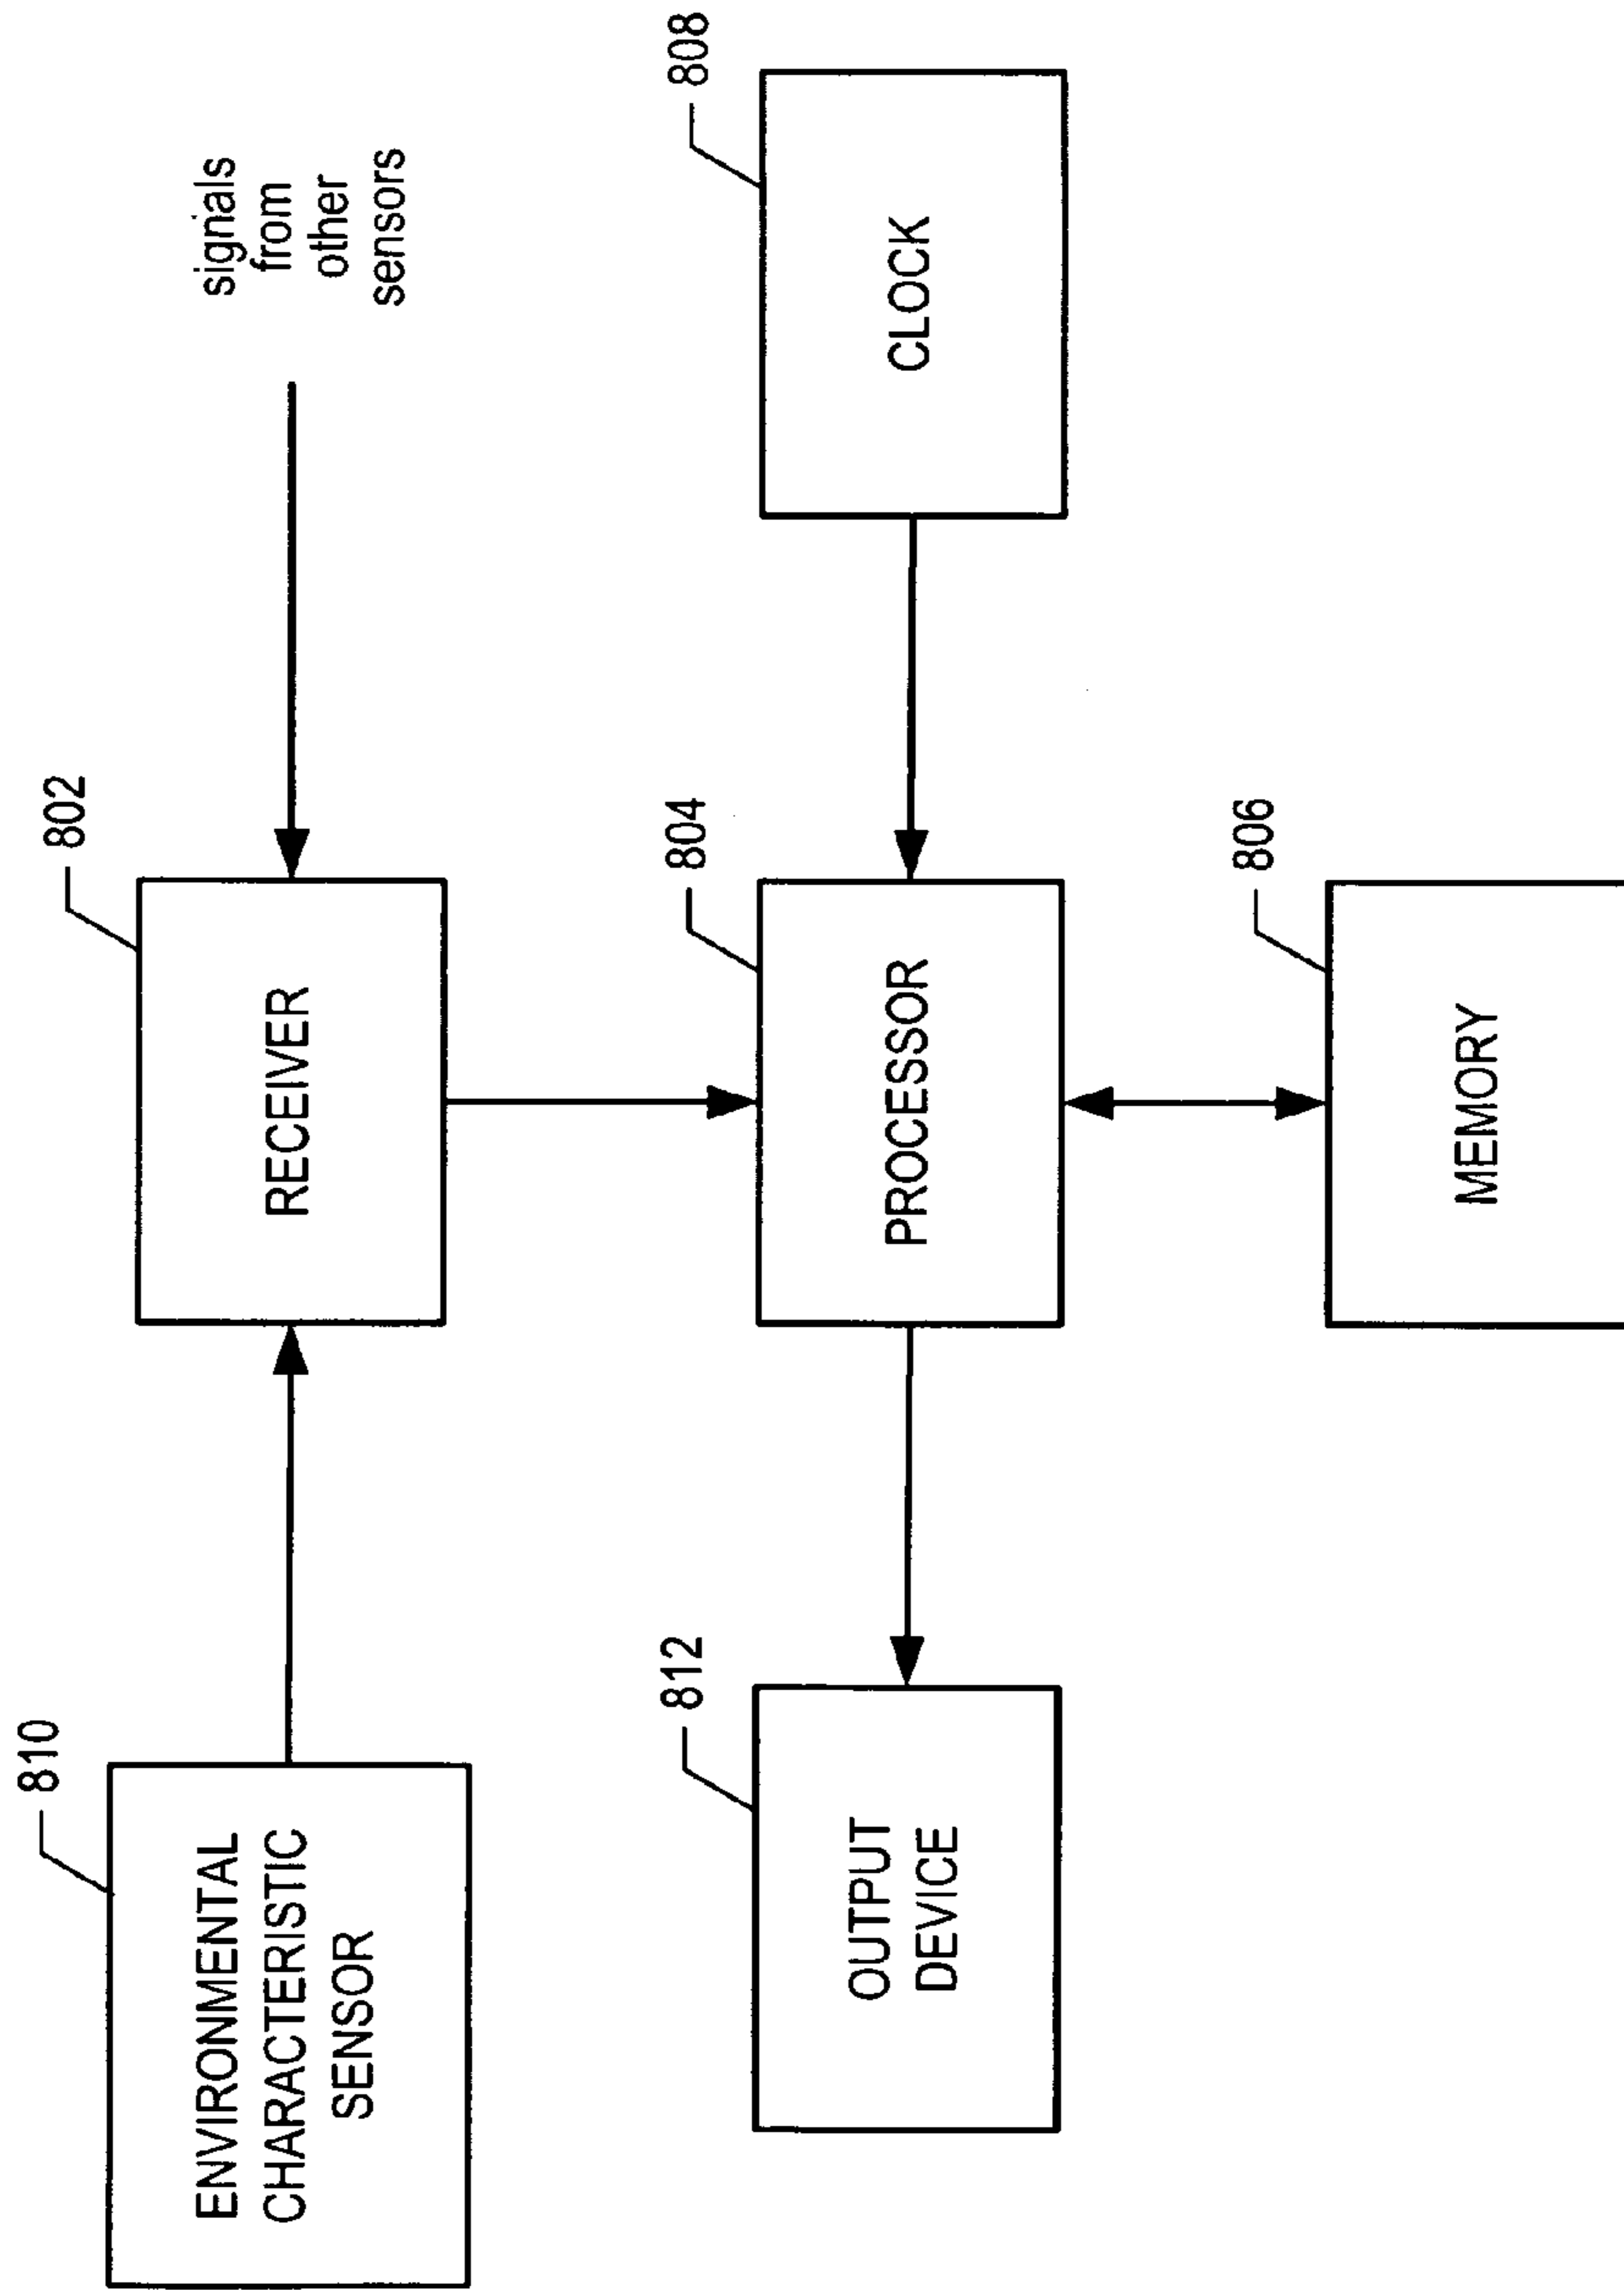 810
ENVIRONMENTAL
CHARACTERISTIC
SENSOR
802
RECEIVER
signals
from
other
sensors
812
OUTPUT
DEVICE
804
PROCESSOR
808
CLOCK
806
MEMORY